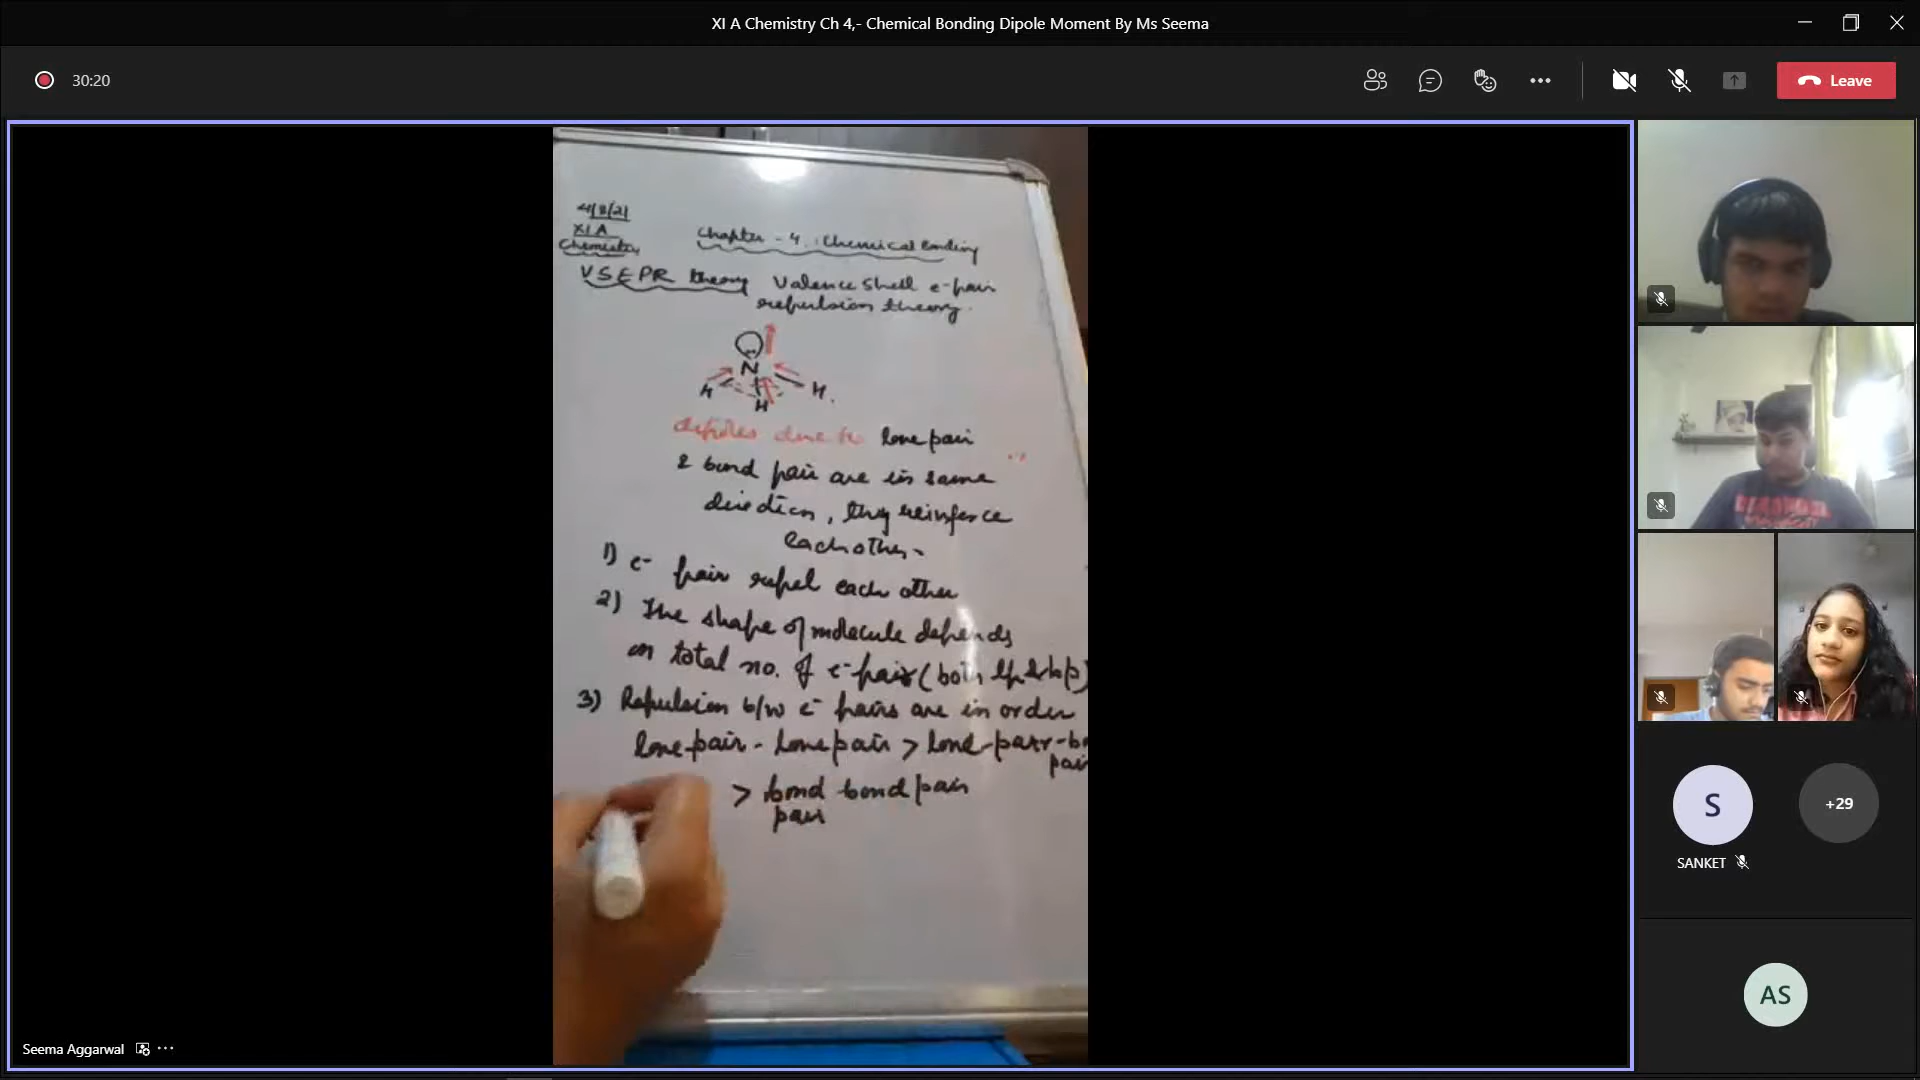 XI A Chemistry Ch 4,- Chemical Bonding Dipole Moment By Ms Seema
30:20
Leave
4/8/21
XI A
Chemistry
Chapter - 4 : Chemical Bonding
VSEPR theory Valence Shell e-pair
repulsion theory.
N
H H
H
dipoles due to lone pair
& bond pair are in same
direction, they reinforce
each other.
1) e- pair repel each other
2) The shape of molecule depends
on total no. of e-pair (both lp & bp)
3) Repulsion b/w e- pairs are in order
lone pair - lone pair > lone-pair-bo
pair
> bond bond pair
pair
S
+29
SANKET
AS
Seema Aggarwal